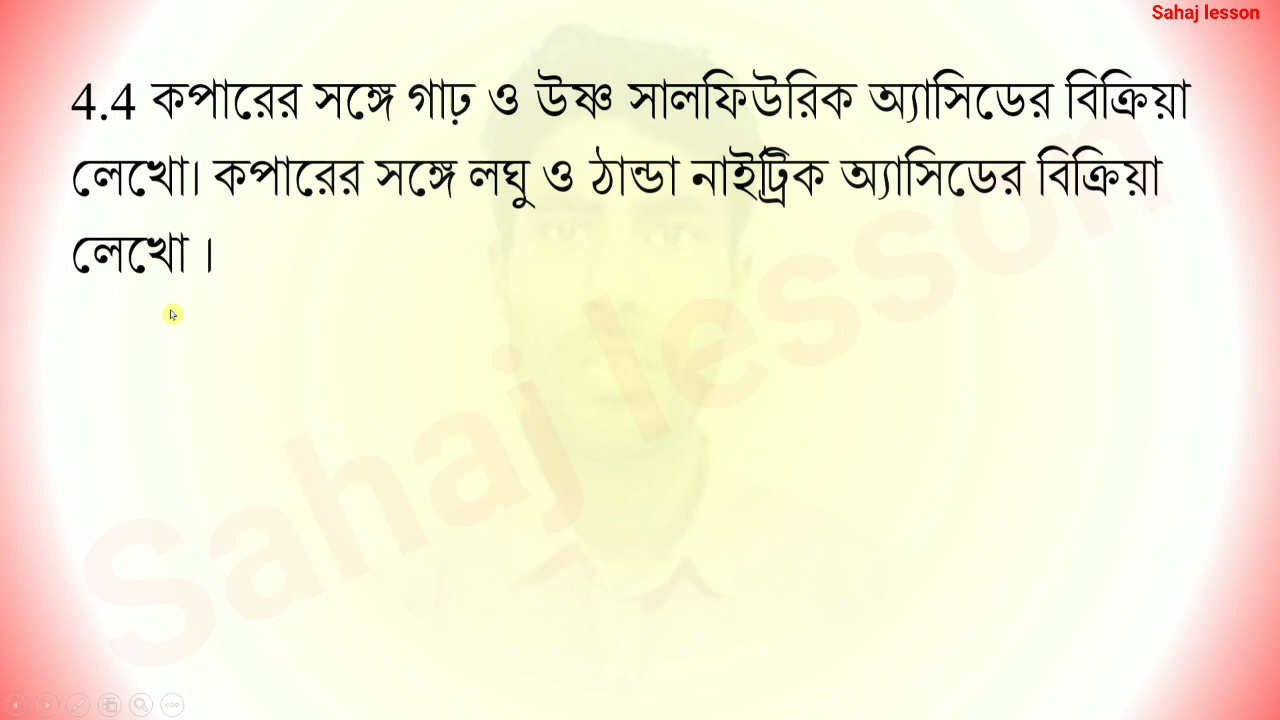 Sahaj lesson
4.4 কপারের সঙ্গে গাঢ় ও উষ্ণ সালফিউরিক অ্যাসিডের বিক্রিয়া
লেখো। কপারের সঙ্গে লঘু ও ঠান্ডা নাইট্রিক অ্যাসিডের বিক্রিয়া
লেখো ।
Sahaj lesson